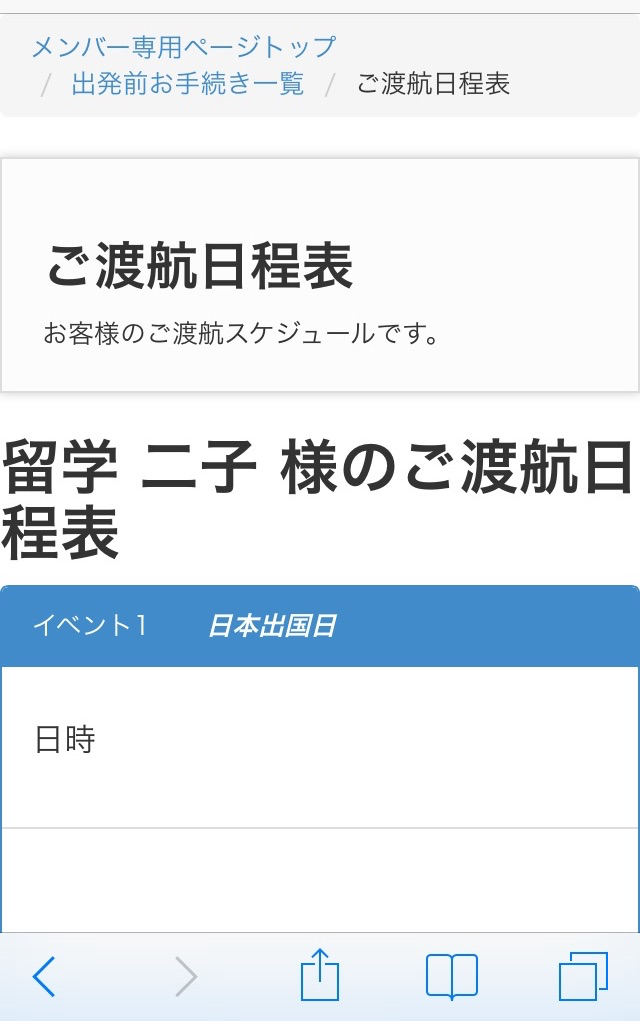 メンバー専用ページトップ
/ 出発前お手続き一覧 / ご渡航日程表
ご渡航日程表
お客様のご渡航スケジュールです。
留学 二子 様のご渡航日
程表
イベント1 日本出国日
日時